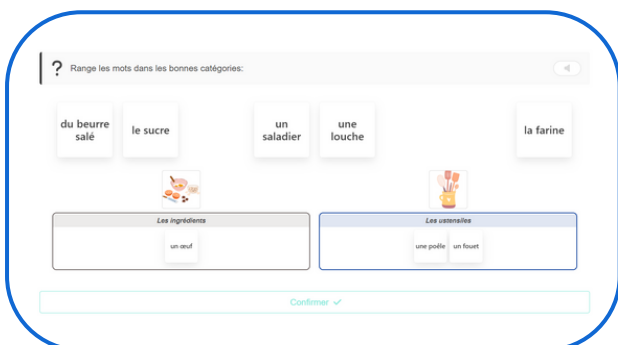 ? Range les mots dans les bonnes catégories:
du beurre
salé
le sucre
un
saladier
une
louche
la farine
Les ingrédients
un œuf
Les ustensiles
une poêle
un fouet
Confirmer